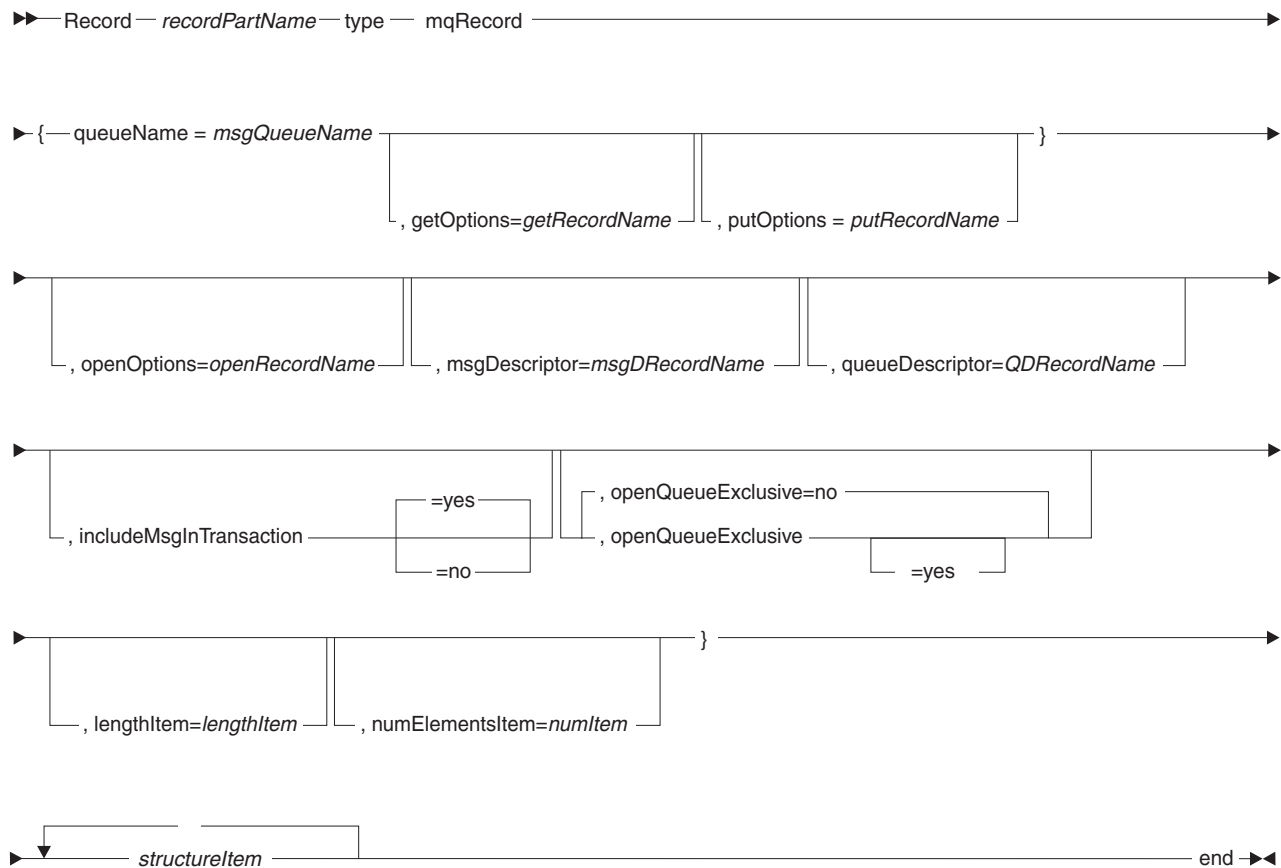 Record recordPartName type mqRecord
{ queueName = msgQueueName }
, getOptions=getRecordName , putOptions = putRecordName
, openOptions=openRecordName , msgDescriptor=msgDRecordName , queueDescriptor=QDRecordName
=yes , openQueueExclusive=no
, includeMsgInTransaction , openQueueExclusive
=no =yes
}
, lengthItem=lengthItem , numElementsItem=numItem
structureItem end